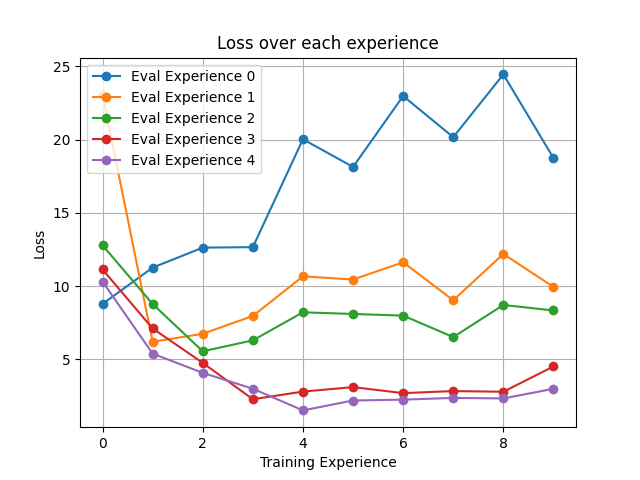 Loss over each experience
25
20
15
10
5
Loss
Eval Experience 0
Eval Experience 1
Eval Experience 2
Eval Experience 3
Eval Experience 4
0 2 4 6 8
Training Experience